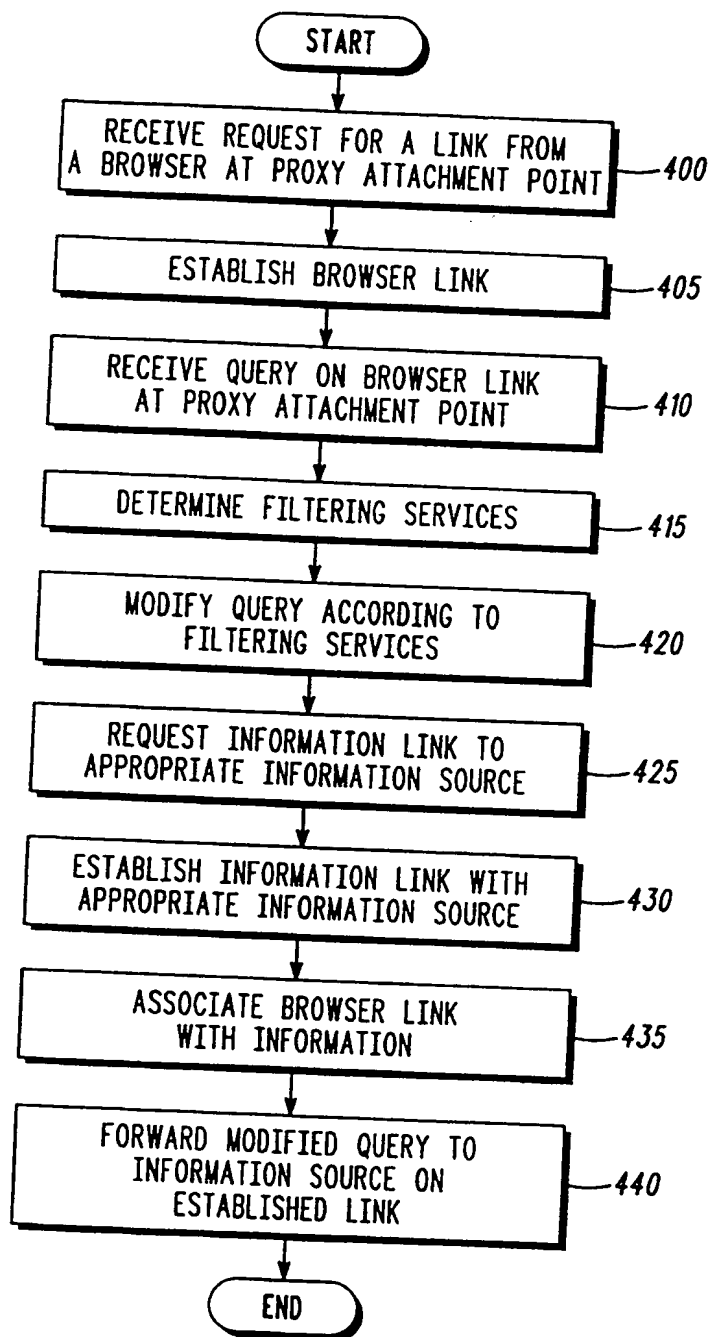 START
RECEIVE REQUEST FOR A LINK FROM
A BROWSER AT PROXY ATTACHMENT POINT
400
ESTABLISH BROWSER LINK
405
RECEIVE QUERY ON BROWSER LINK
AT PROXY ATTACHMENT POINT
410
DETERMINE FILTERING SERVICES
415
MODIFY QUERY ACCORDING TO
FILTERING SERVICES
420
REQUEST INFORMATION LINK TO
APPROPRIATE INFORMATION SOURCE
425
ESTABLISH INFORMATION LINK WITH
APPROPRIATE INFORMATION SOURCE
430
ASSOCIATE BROWSER LINK
WITH INFORMATION
435
FORWARD MODIFIED QUERY TO
INFORMATION SOURCE ON
ESTABLISHED LINK
440
END